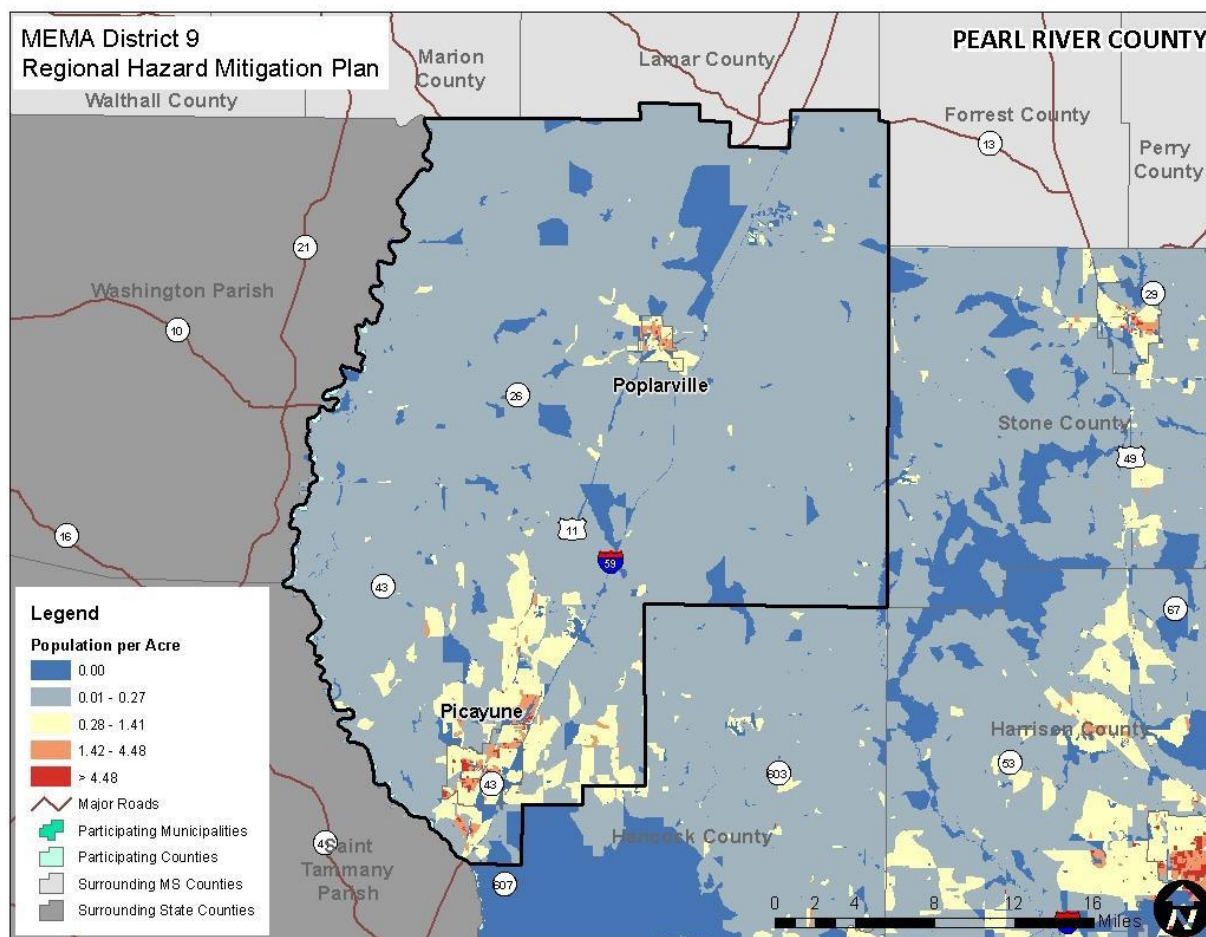 MEMA District 9
Regional Hazard Mitigation Plan
PEARL RIVER COUNTY
Marion
County
Lamar County
Walthall County
Forrest County
13
Perry
County
21
Washington Parish
10
29
Poplarville
26
Stone County
49
11
16
59
43
67
Picayune
Harrison County
53
43
603
Hancock County
Saint
Tammany
Parish
607
Legend
Population per Acre
0.00
0.01 - 0.27
0.28 - 1.41
1.42 - 4.48
> 4.48
Major Roads
Participating Municipalities
Participating Counties
Surrounding MS Counties
Surrounding State Counties
0 2 4 8 12 16
Miles
N